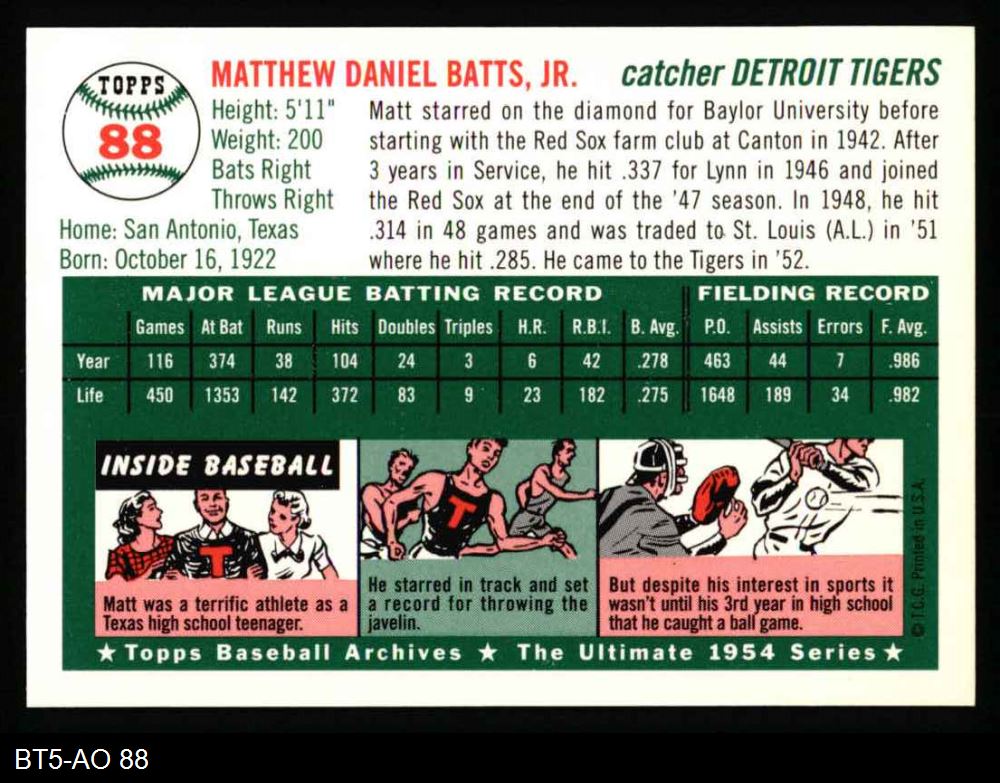 TOPPS
88
MATTHEW DANIEL BATTS, JR.
catcher DETROIT TIGERS
Height: 5'11"
Weight: 200
Bats Right
Throws Right
Home: San Antonio, Texas
Born: October 16, 1922
Matt starred on the diamond for Baylor University before
starting with the Red Sox farm club at Canton in 1942. After
3 years in Service, he hit .337 for Lynn in 1946 and joined
the Red Sox at the end of the '47 season. In 1948, he hit
.314 in 48 games and was traded to St. Louis (A.L.) in '51
where he hit .285. He came to the Tigers in '52.
MAJOR LEAGUE BATTING RECORD FIELDING RECORD
Games At Bat Runs Hits Doubles Triples H.R. R.B.I. B. Avg. P.O. Assists Errors F. Avg.
Year 116 374 38 104 24 3 6 42 .278 463 44 7 .986
Life 450 1353 142 372 83 9 23 182 .275 1648 189 34 .982
INSIDE BASEBALL
T
T
Matt was a terrific athlete as a
Texas high school teenager.
He starred in track and set
a record for throwing the
javelin.
But despite his interest in sports it
wasn't until his 3rd year in high school
that he caught a ball game.
© T.C.G. Printed in U.S.A.
★ Topps Baseball Archives ★ The Ultimate 1954 Series ★
BT5-AO 88